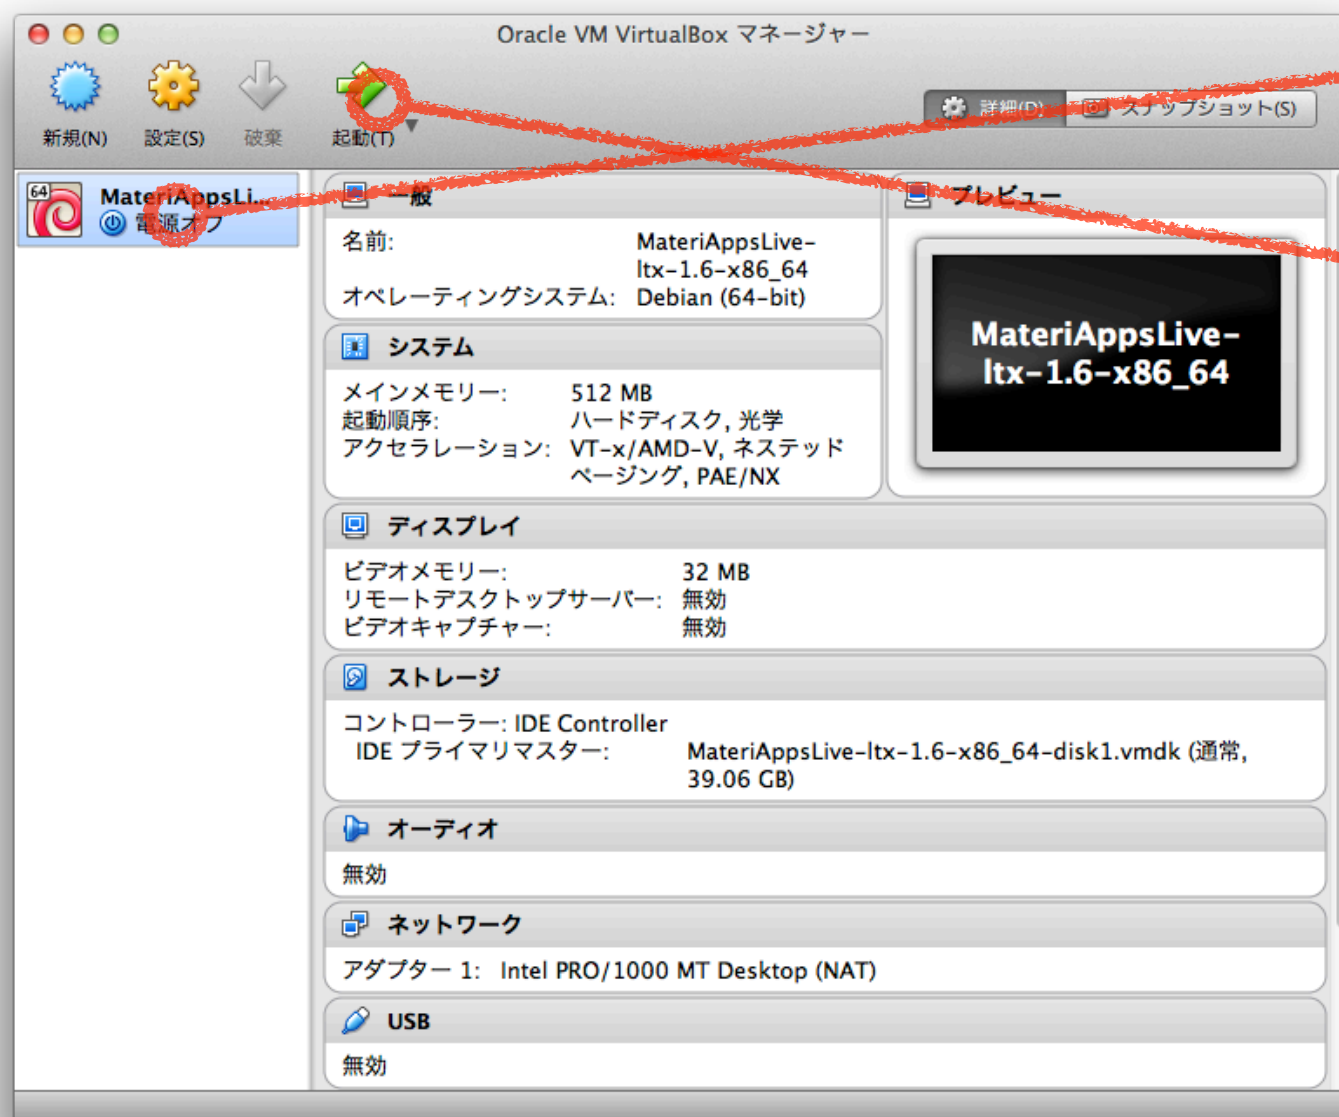 Oracle VM VirtualBox マネージャー
新規(N) 設定(S) 破棄 起動(T) 詳細(D) スナップショット(S)
64 MateriAppsLi...
電源オフ
一般
名前: MateriAppsLive-
ltx-1.6-x86_64
オペレーティングシステム: Debian (64-bit)
プレビュー
MateriAppsLive-
ltx-1.6-x86_64
システム
メインメモリー: 512 MB
起動順序: ハードディスク, 光学
アクセラレーション: VT-x/AMD-V, ネステッド
ページング, PAE/NX
ディスプレイ
ビデオメモリー: 32 MB
リモートデスクトップサーバー: 無効
ビデオキャプチャー: 無効
ストレージ
コントローラー: IDE Controller
IDE プライマリマスター: MateriAppsLive-ltx-1.6-x86_64-disk1.vmdk (通常,
39.06 GB)
オーディオ
無効
ネットワーク
アダプター 1: Intel PRO/1000 MT Desktop (NAT)
USB
無効